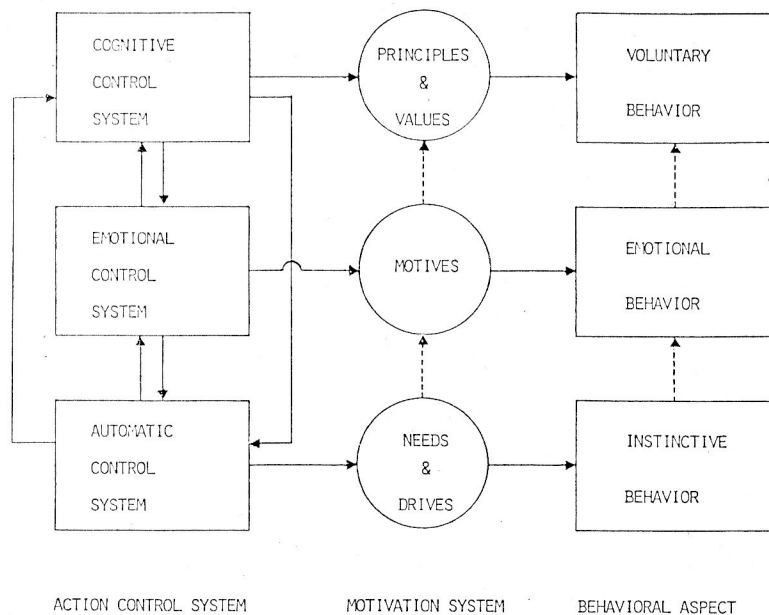 COGNITIVE
CONTROL
SYSTEM
PRINCIPLES
&
VALUES
VOLUNTARY
BEHAVIOR
EMOTIONAL
CONTROL
SYSTEM
MOTIVES
EMOTIONAL
BEHAVIOR
AUTOMATIC
CONTROL
SYSTEM
NEEDS
&
DRIVES
INSTINCTIVE
BEHAVIOR
ACTION CONTROL SYSTEM
MOTIVATION SYSTEM
BEHAVIORAL ASPECT